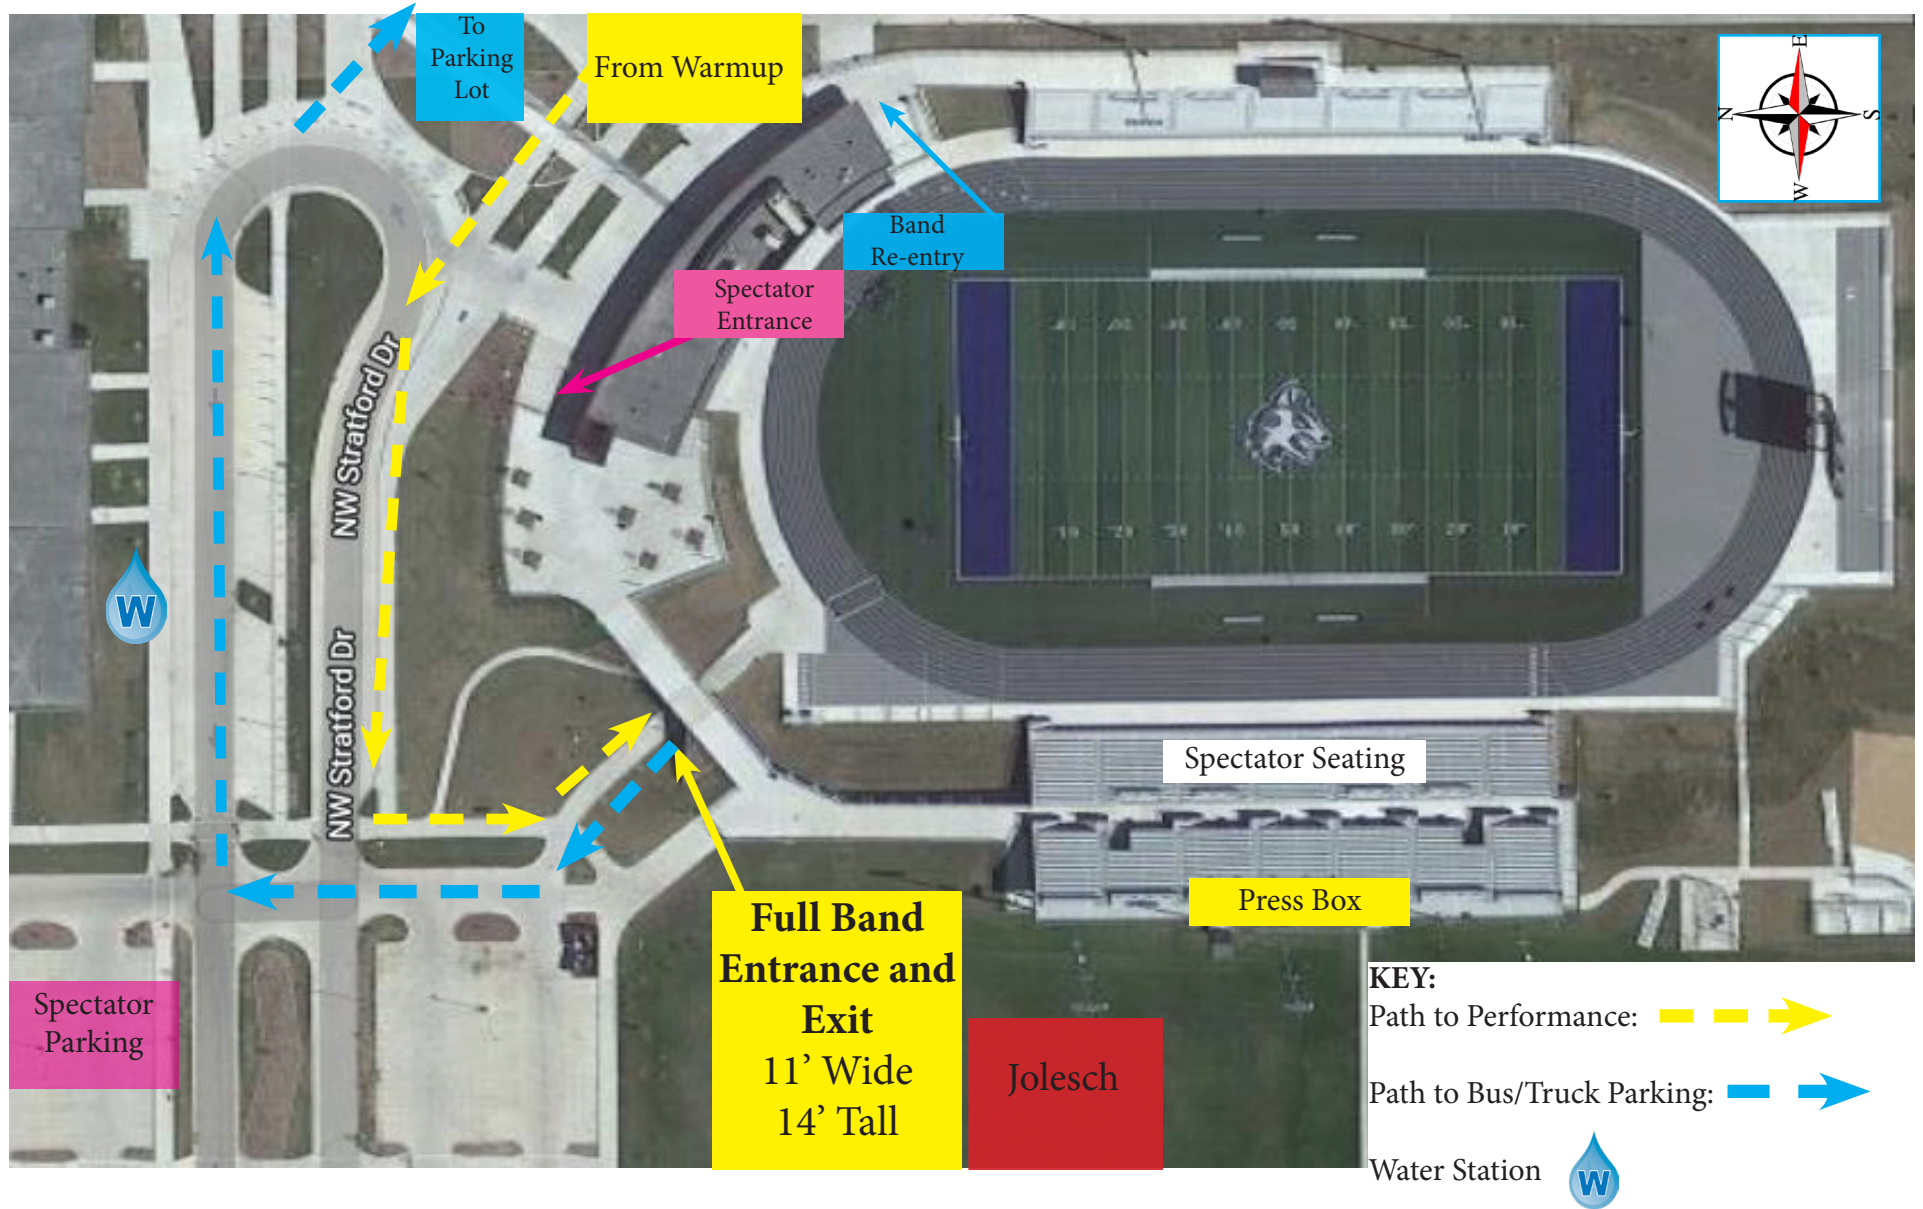 To
Parking
Lot
From Warmup
E
N
S
W
Band
Re-entry
Spectator
Entrance
NW Stratford Dr
NW Stratford Dr
W
Spectator Seating
Press Box
Full Band
Entrance and
Exit
11’ Wide
14’ Tall
Spectator
Parking
Jolesch
KEY:
Path to Performance:
Path to Bus/Truck Parking:
Water Station
W